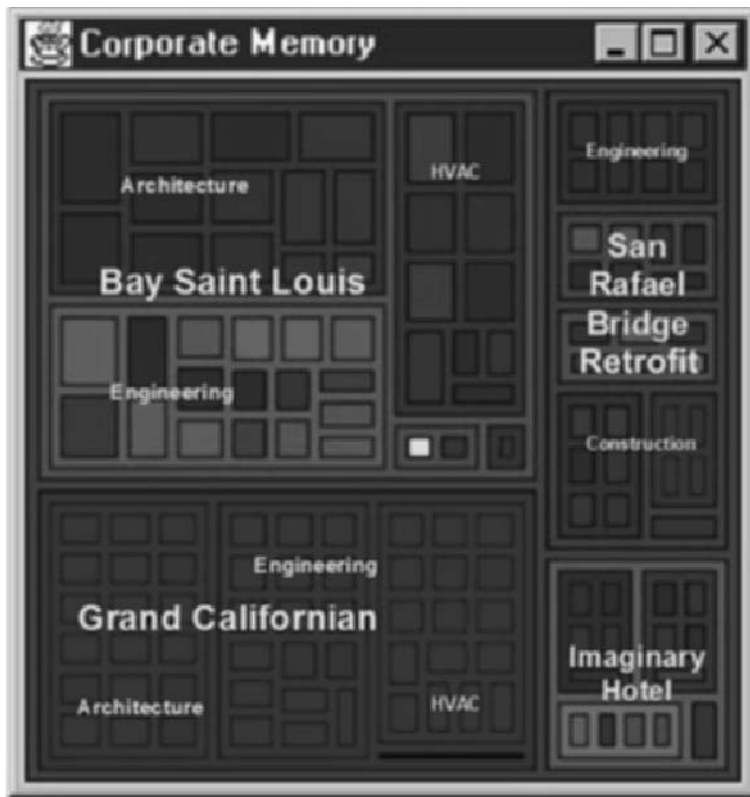 Corporate Memory
Architecture
HVAC
Bay Saint Louis
Engineering
Engineering
San
Rafael
Bridge
Retrofit
Construction
Engineering
Grand Californian
Architecture
HVAC
Imaginary
Hotel